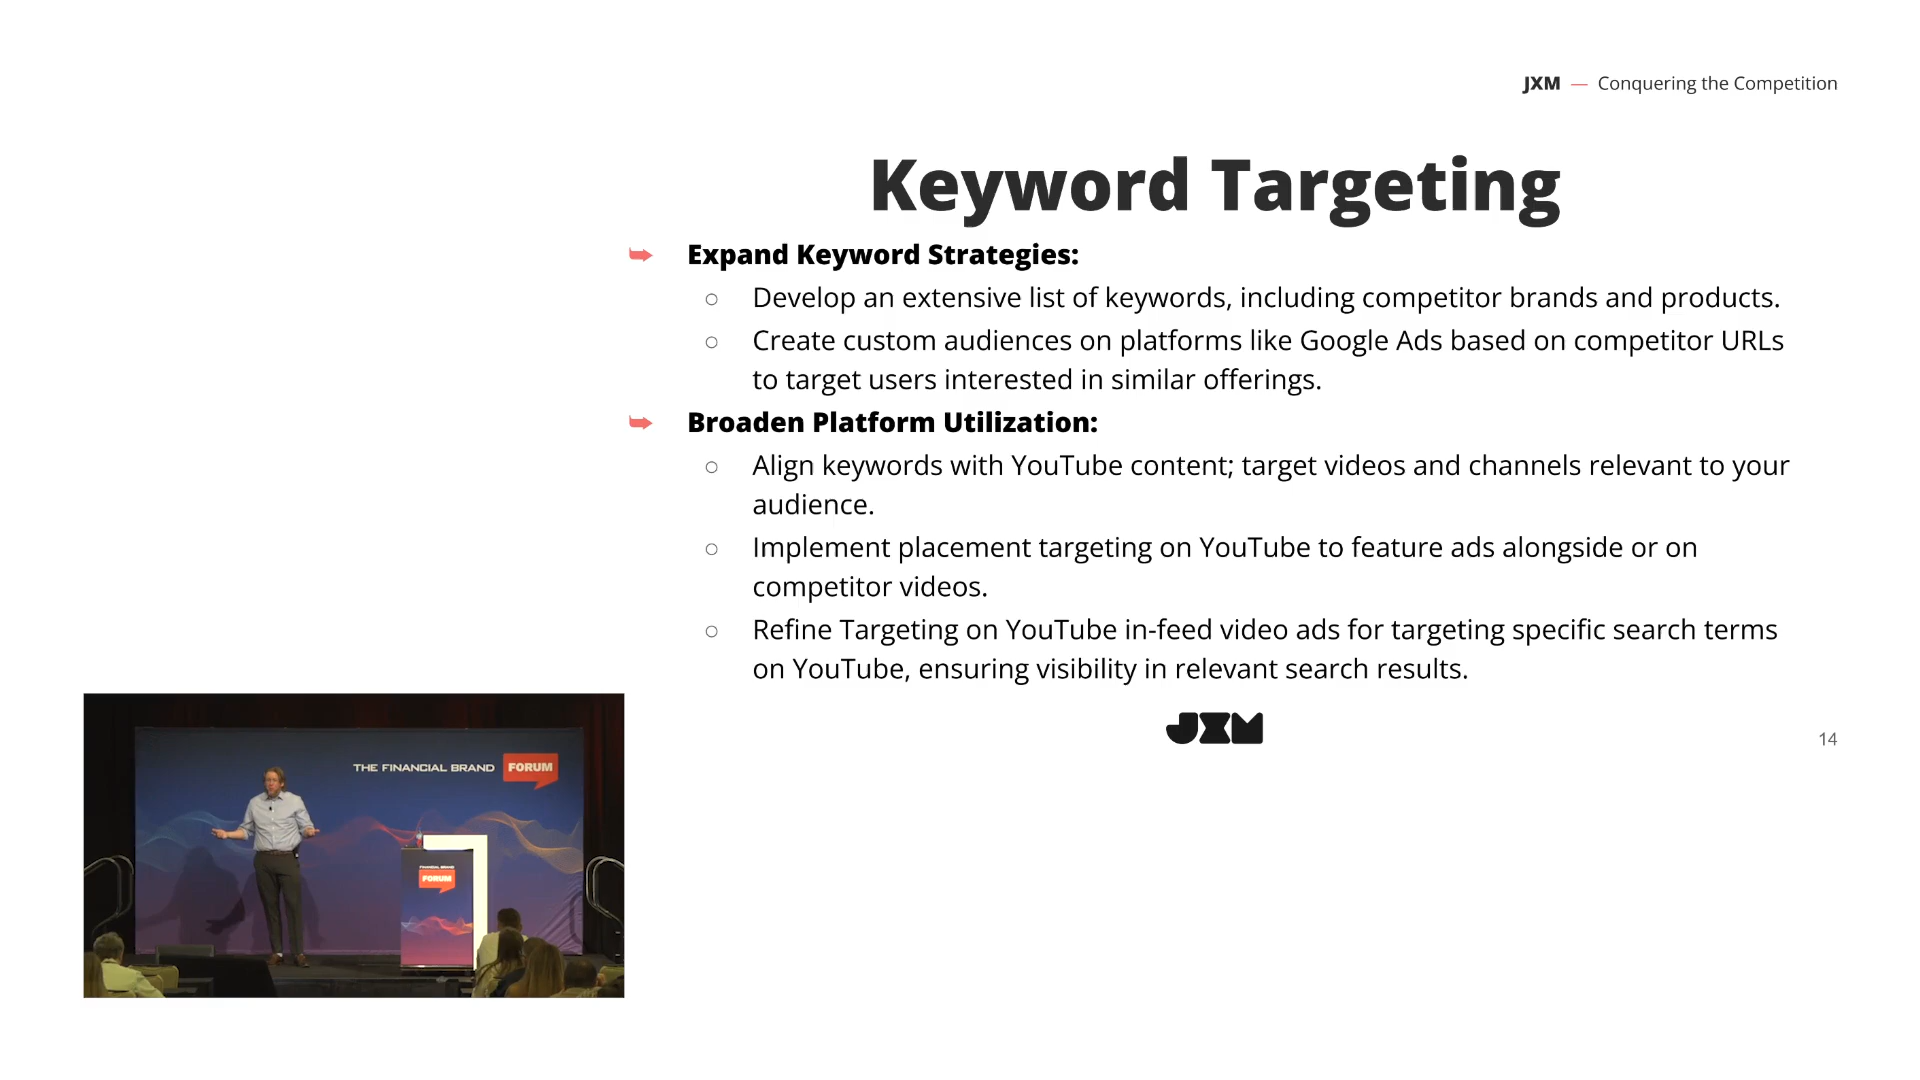 JXM — Conquering the Competition
Keyword Targeting
➥ Expand Keyword Strategies:
○ Develop an extensive list of keywords, including competitor brands and products.
○ Create custom audiences on platforms like Google Ads based on competitor URLs
to target users interested in similar offerings.
➥ Broaden Platform Utilization:
○ Align keywords with YouTube content; target videos and channels relevant to your
audience.
○ Implement placement targeting on YouTube to feature ads alongside or on
competitor videos.
○ Refine Targeting on YouTube in-feed video ads for targeting specific search terms
on YouTube, ensuring visibility in relevant search results.
JXM
14
THE FINANCIAL BRAND FORUM
FINANCIAL BRAND
FORUM